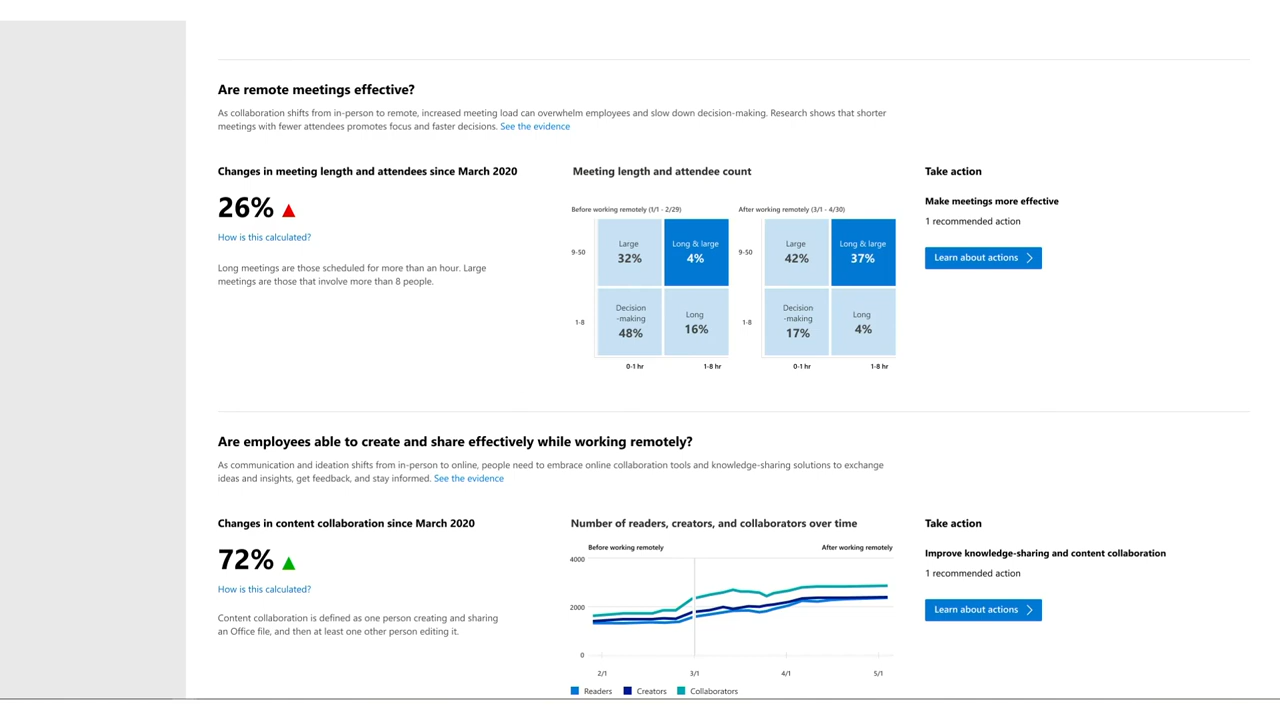 Are remote meetings effective?
As collaboration shifts from in-person to remote, increased meeting load can overwhelm employees and slow down decision-making. Research shows that shorter
meetings with fewer attendees promotes focus and faster decisions. See the evidence
Changes in meeting length and attendees since March 2020
26%
How is this calculated?
Long meetings are those scheduled for more than an hour. Large
meetings are those that involve more than 8 people.
Meeting length and attendee count
Before working remotely (1/1 - 2/29)
9-50
Large
32%
Long & large
4%
1-8
Decision
-making
48%
Long
16%
0-1 hr
1-8 hr
After working remotely (3/1 - 4/30)
9-50
Large
42%
Long & large
37%
1-8
Decision
-making
17%
Long
4%
0-1 hr
1-8 hr
Take action
Make meetings more effective
1 recommended action
Learn about actions
Are employees able to create and share effectively while working remotely?
As communication and ideation shifts from in-person to online, people need to embrace online collaboration tools and knowledge-sharing solutions to exchange
ideas and insights, get feedback, and stay informed. See the evidence
Changes in content collaboration since March 2020
72%
How is this calculated?
Content collaboration is defined as one person creating and sharing
an Office file, and then at least one other person editing it.
Number of readers, creators, and collaborators over time
Before working remotely
After working remotely
4000
2000
0
2/1
3/1
4/1
5/1
Readers
Creators
Collaborators
Take action
Improve knowledge-sharing and content collaboration
1 recommended action
Learn about actions